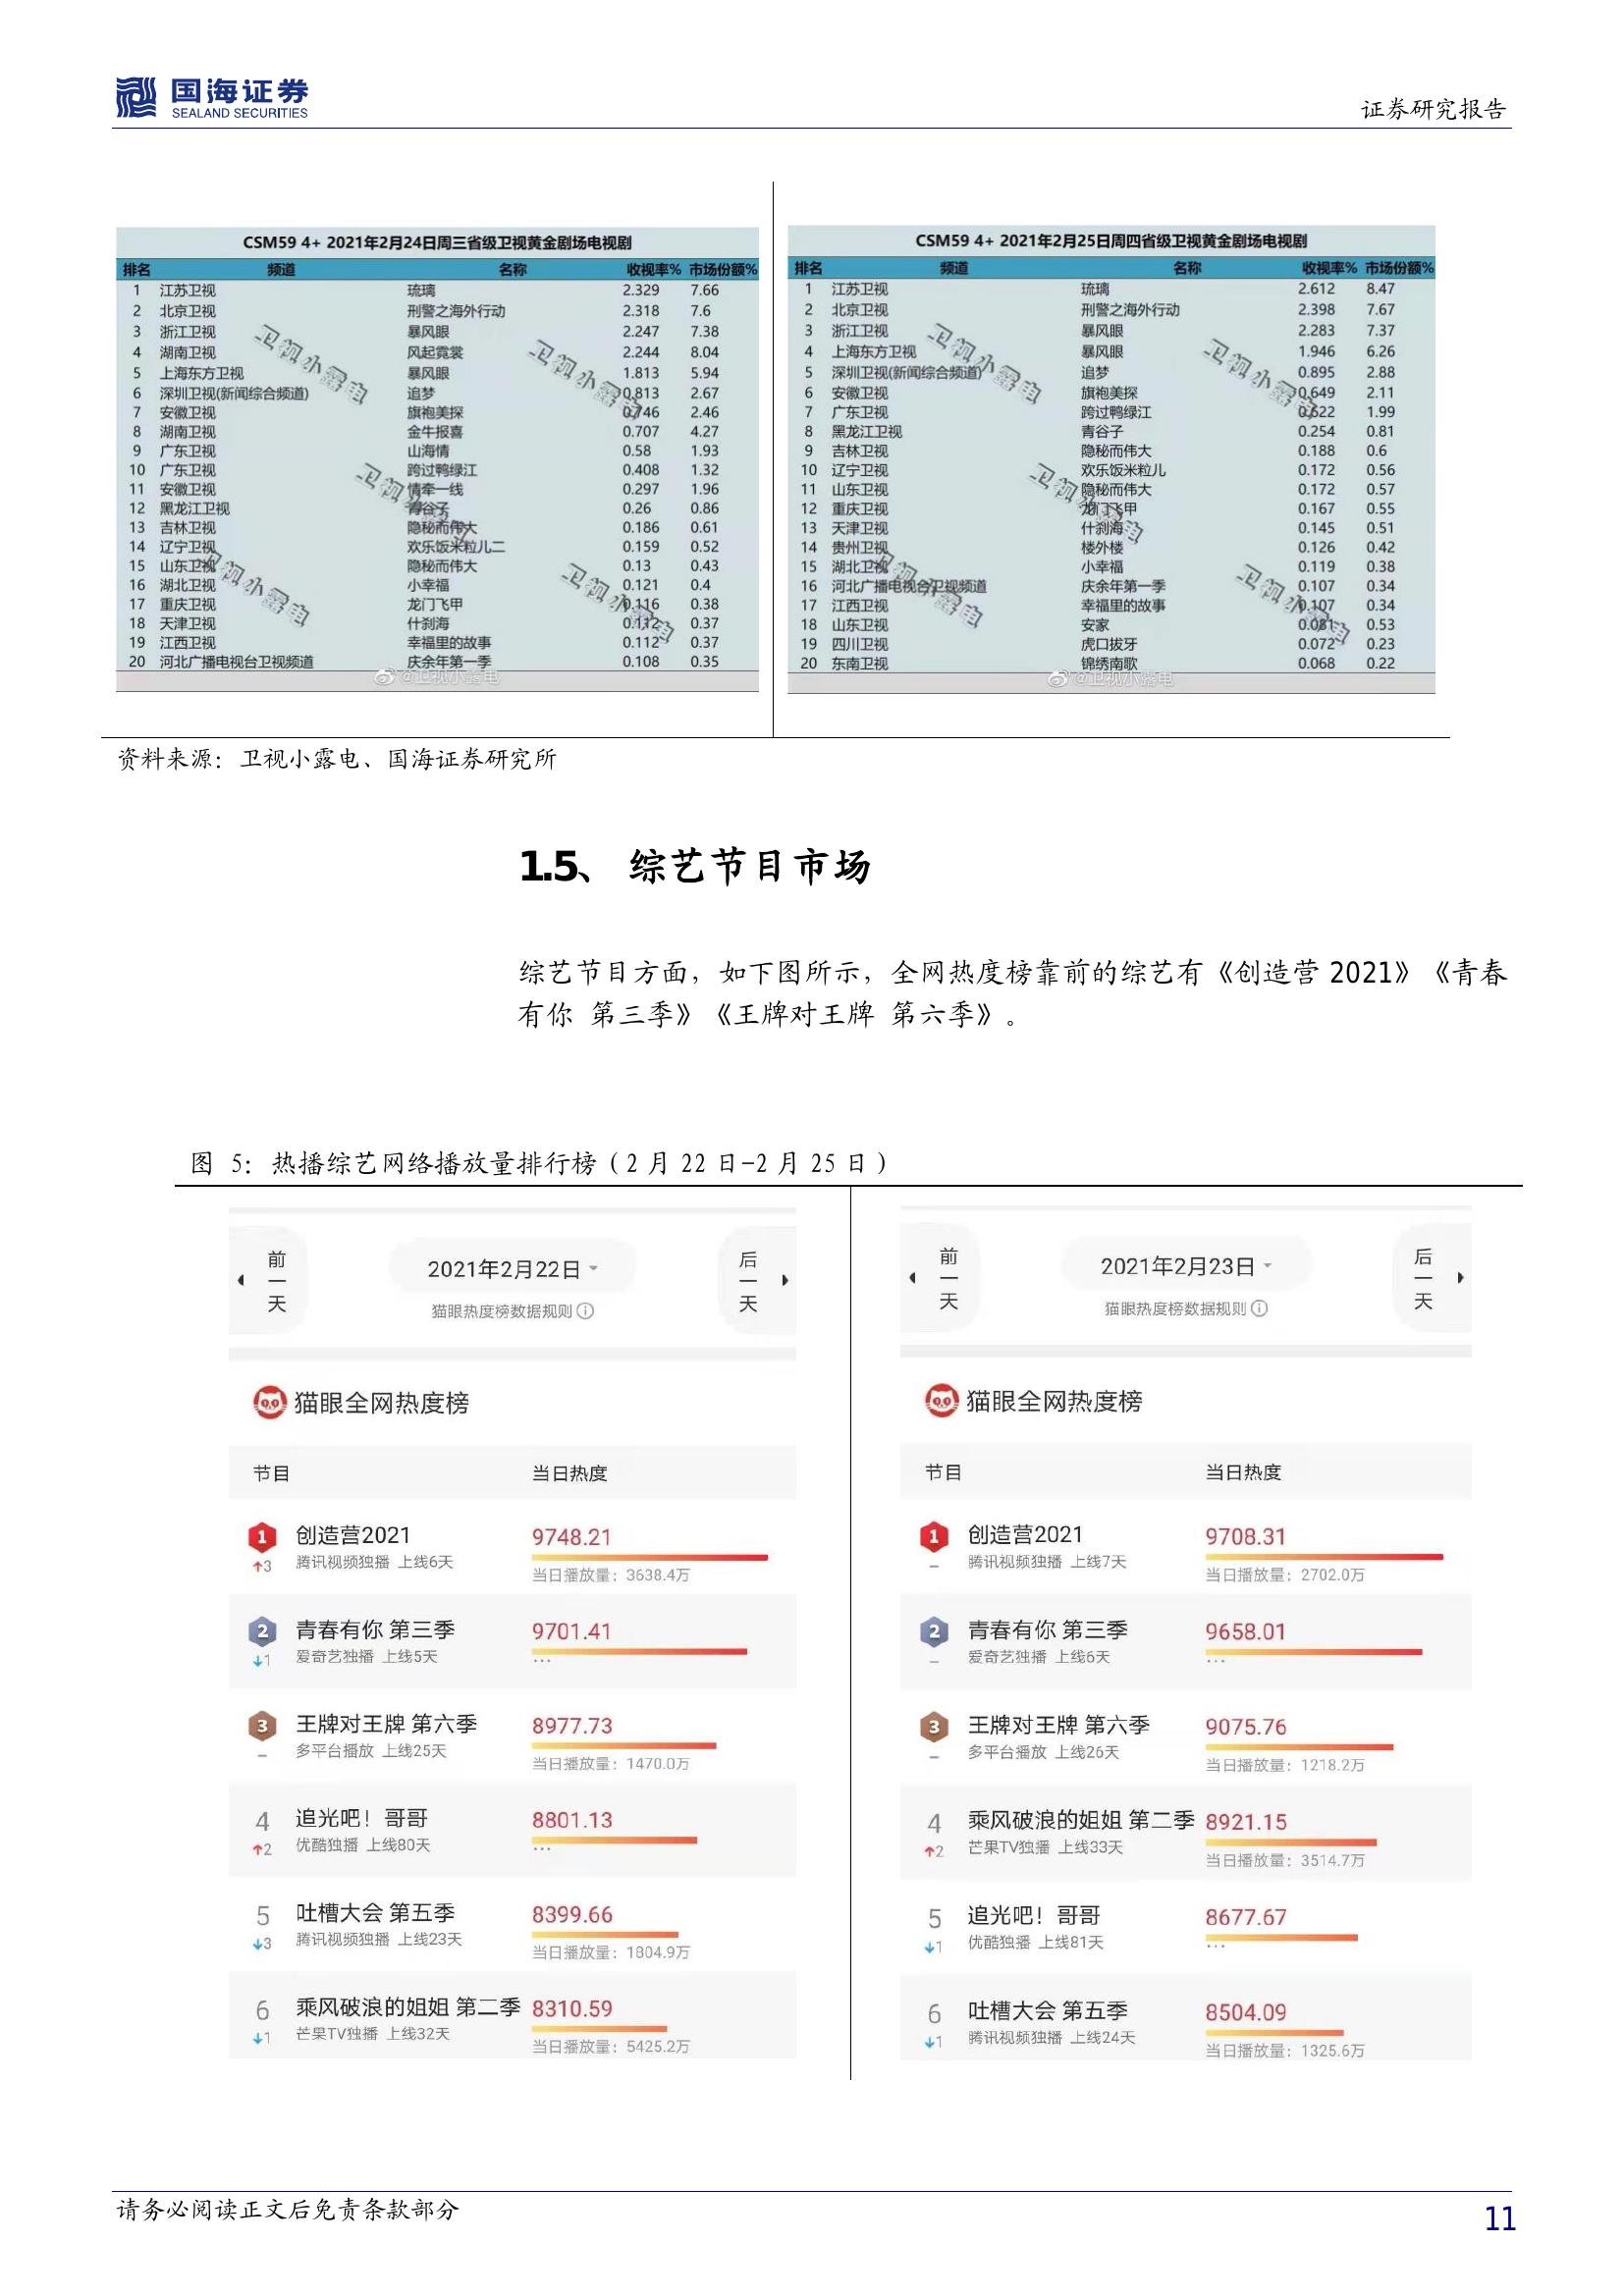 国海证券
SEALAND SECURITIES
证券研究报告
CSM59 4+ 2021年2月24日周三省级卫视黄金剧场电视剧
排名 频道 名称 收视率% 市场份额%
1 江苏卫视 琉璃 2.329 7.66
2 北京卫视 刑警之海外行动 2.318 7.6
3 浙江卫视 暴风眼 2.247 7.38
4 湖南卫视 风起霓裳 2.244 8.04
5 上海东方卫视 暴风眼 1.813 5.94
6 深圳卫视(新闻综合频道) 追梦 0.813 2.67
7 安徽卫视 旗袍美探 0.746 2.46
8 湖南卫视 金牛报喜 0.707 4.27
9 广东卫视 山海情 0.58 1.93
10 广东卫视 跨过鸭绿江 0.408 1.32
11 安徽卫视 情牵一线 0.297 1.96
12 黑龙江卫视 青谷子 0.26 0.86
13 吉林卫视 隐秘而伟大 0.186 0.61
14 辽宁卫视 欢乐饭米粒儿二 0.159 0.52
15 山东卫视 隐秘而伟大 0.13 0.43
16 湖北卫视 小幸福 0.121 0.4
17 重庆卫视 龙门飞甲 0.116 0.38
18 天津卫视 什刹海 0.112 0.37
19 江西卫视 幸福里的故事 0.112 0.37
20 河北广播电视台卫视频道 庆余年第一季 0.108 0.35
@卫视小露电
CSM59 4+ 2021年2月25日周四省级卫视黄金剧场电视剧
排名 频道 名称 收视率% 市场份额%
1 江苏卫视 琉璃 2.612 8.47
2 北京卫视 刑警之海外行动 2.398 7.67
3 浙江卫视 暴风眼 2.283 7.37
4 上海东方卫视 暴风眼 1.946 6.26
5 深圳卫视(新闻综合频道) 追梦 0.895 2.88
6 安徽卫视 旗袍美探 0.649 2.11
7 广东卫视 跨过鸭绿江 0.622 1.99
8 黑龙江卫视 青谷子 0.254 0.81
9 吉林卫视 隐秘而伟大 0.188 0.6
10 辽宁卫视 欢乐饭米粒儿 0.172 0.56
11 山东卫视 隐秘而伟大 0.172 0.57
12 重庆卫视 龙门飞甲 0.167 0.55
13 天津卫视 什刹海 0.145 0.51
14 贵州卫视 楼外楼 0.126 0.42
15 湖北卫视 小幸福 0.119 0.38
16 河北广播电视台卫视频道 庆余年第一季 0.107 0.34
17 江西卫视 幸福里的故事 0.107 0.34
18 山东卫视 安家 0.081 0.53
19 四川卫视 虎口拔牙 0.072 0.23
20 东南卫视 锦绣南歌 0.068 0.22
@卫视小露电
资料来源：卫视小露电、国海证券研究所
1.5、 综艺节目市场
综艺节目方面，如下图所示，全网热度榜靠前的综艺有《创造营 2021》《青春
有你 第三季》《王牌对王牌 第六季》。
图 5：热播综艺网络播放量排行榜（2 月 22 日-2 月 25 日）
前一天 2021年2月22日 后一天
猫眼热度榜数据规则
猫眼全网热度榜
节目 当日热度
1 创造营2021 9748.21
↑3 腾讯视频独播 上线6天
当日播放量：3638.4万
2 青春有你 第三季 9701.41
↓1 爱奇艺独播 上线5天 ...
3 王牌对王牌 第六季 8977.73
– 多平台播放 上线25天
当日播放量：1470.0万
4 追光吧！哥哥 8801.13
↑2 优酷独播 上线80天 ...
5 吐槽大会 第五季 8399.66
↓3 腾讯视频独播 上线23天
当日播放量：1804.9万
6 乘风破浪的姐姐 第二季 8310.59
↓1 芒果TV独播 上线32天
当日播放量：5425.2万
前一天 2021年2月23日 后一天
猫眼热度榜数据规则
猫眼全网热度榜
节目 当日热度
1 创造营2021 9708.31
– 腾讯视频独播 上线7天
当日播放量：2702.0万
2 青春有你 第三季 9658.01
– 爱奇艺独播 上线6天 ...
3 王牌对王牌 第六季 9075.76
– 多平台播放 上线26天
当日播放量：1218.2万
4 乘风破浪的姐姐 第二季 8921.15
↑2 芒果TV独播 上线33天
当日播放量：3514.7万
5 追光吧！哥哥 8677.67
↓1 优酷独播 上线81天 ...
6 吐槽大会 第五季 8504.09
↓1 腾讯视频独播 上线24天
当日播放量：1325.6万
请务必阅读正文后免责条款部分
11